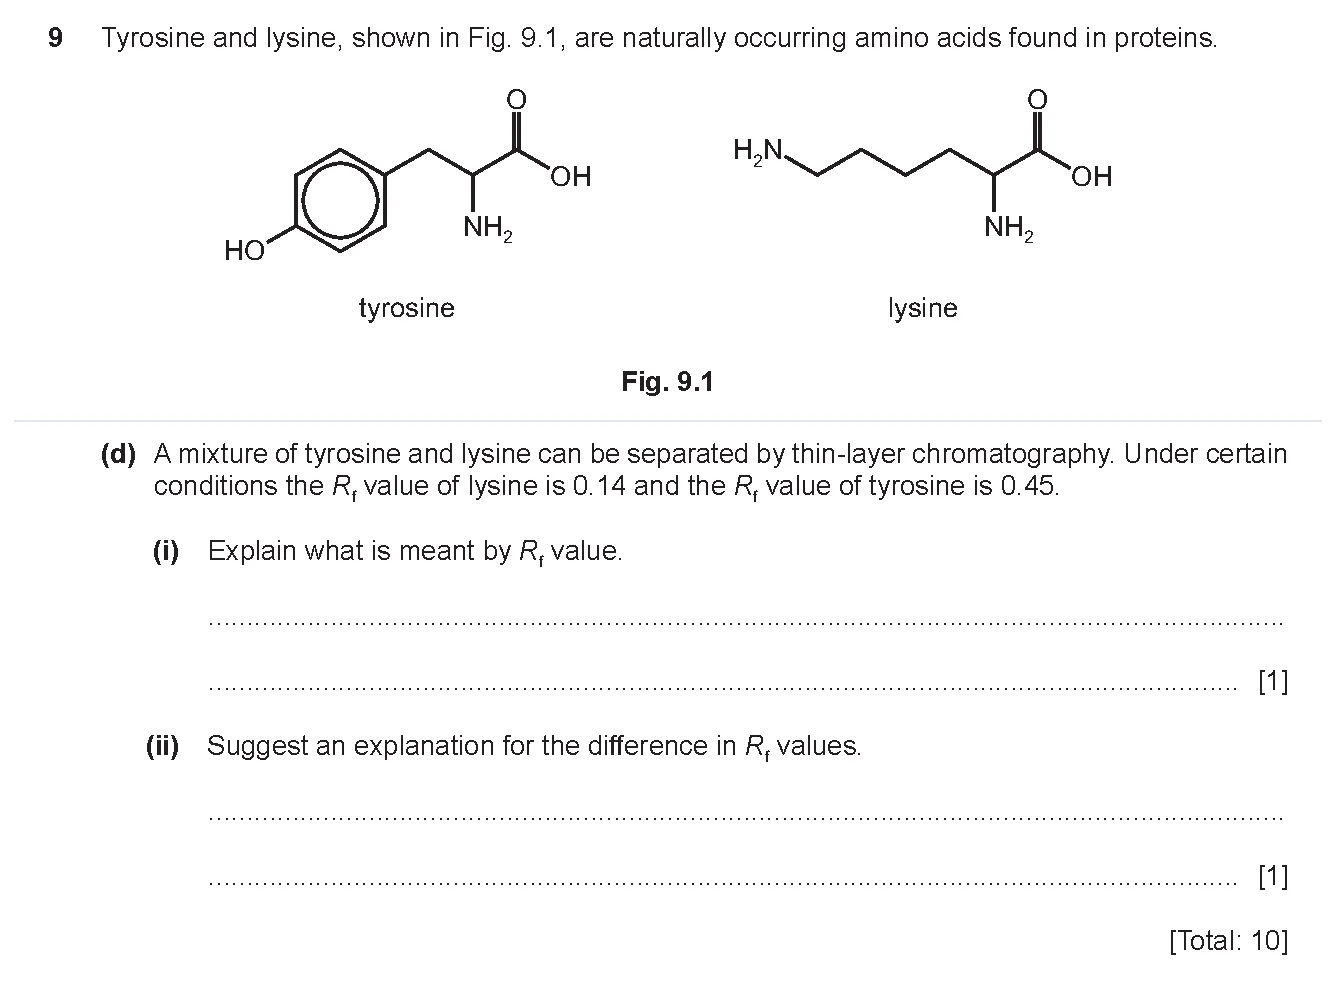 9 Tyrosine and lysine, shown in Fig. 9.1, are naturally occurring amino acids found in proteins.
O
OH
NH₂
HO
tyrosine
O
H₂N
OH
NH₂
lysine
Fig. 9.1
(d) A mixture of tyrosine and lysine can be separated by thin-layer chromatography. Under certain
conditions the Rf value of lysine is 0.14 and the Rf value of tyrosine is 0.45.
(i) Explain what is meant by Rf value.
[1]
(ii) Suggest an explanation for the difference in Rf values.
[1]
[Total: 10]